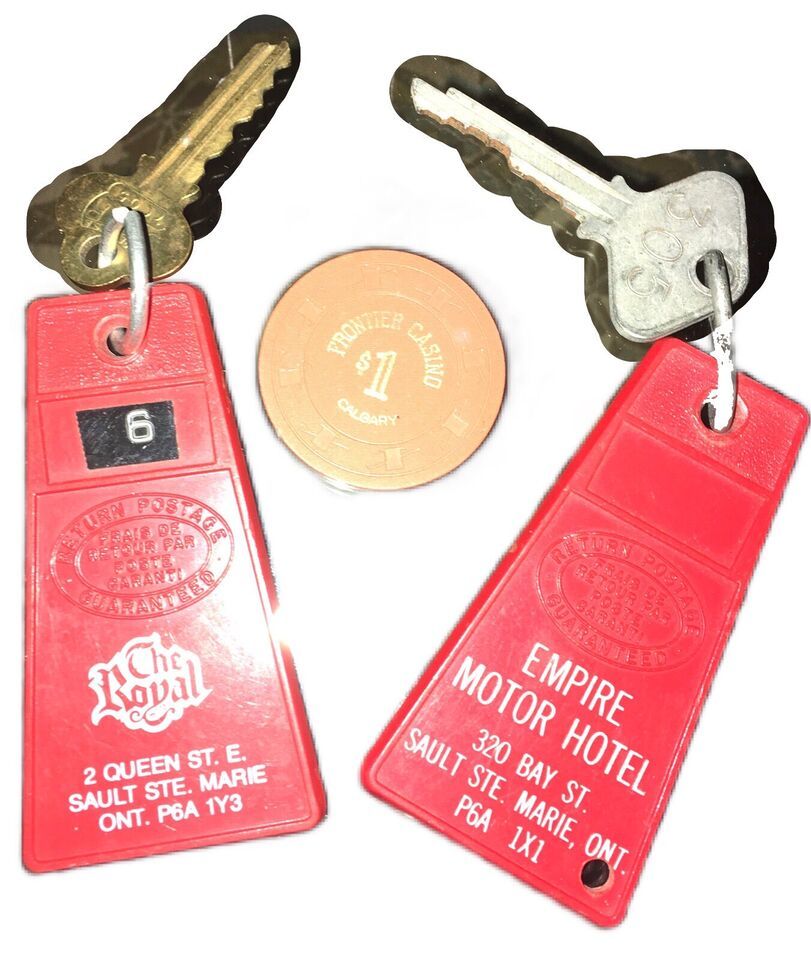 6
RETURN POSTAGE
FRAIS DE
RETOUR PAR
POSTE
GARANTI
GUARANTEED
The
Royal
2 QUEEN ST. E.
SAULT STE. MARIE
ONT. P6A 1Y3
FRONTIER CASINO
$1
CALGARY
305
RETURN POSTAGE
FRAIS DE
RETOUR PAR
POSTE
GARANTI
GUARANTEED
EMPIRE
MOTOR HOTEL
320 BAY ST.
SAULT STE. MARIE, ONT.
P6A 1X1